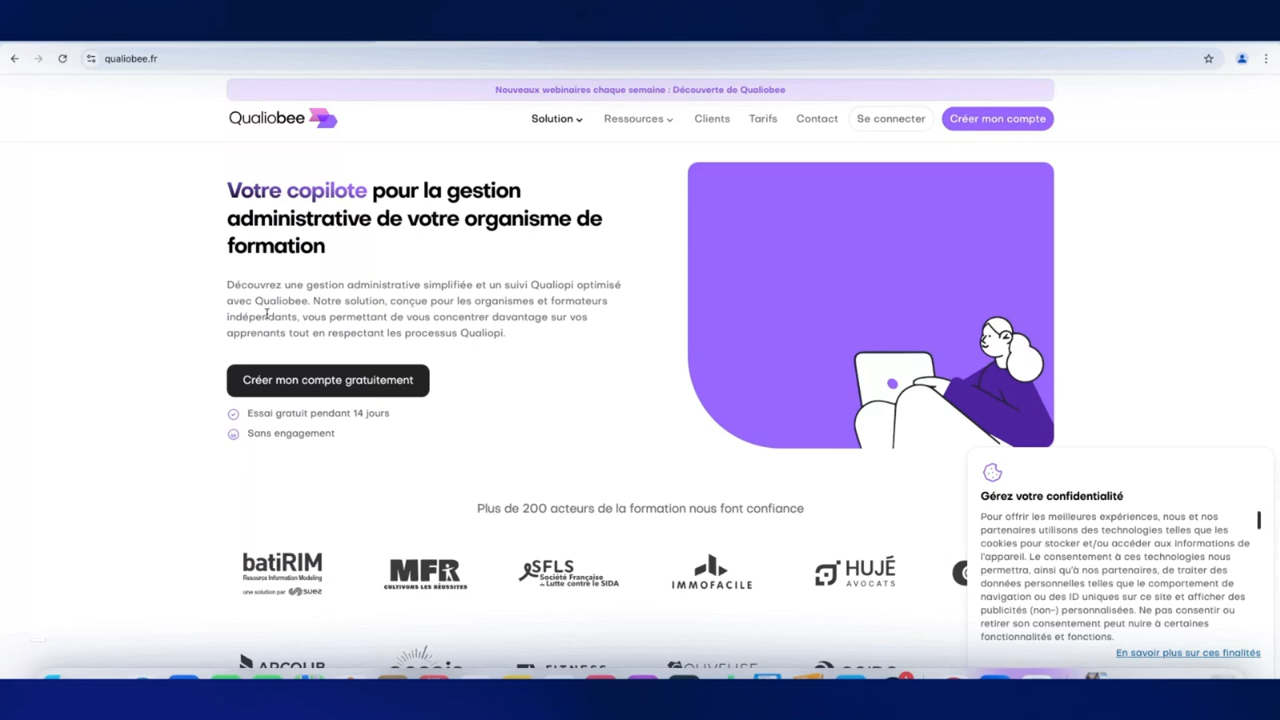 qualiobee.fr
Nouveaux webinaires chaque semaine : Découverte de Qualiobee
Qualiobee
Solution
Ressources
Clients
Tarifs
Contact
Se connecter
Créer mon compte
Votre copilote pour la gestion
administrative de votre organisme de
formation
Découvrez une gestion administrative simplifiée et un suivi Qualiopi optimisé
avec Qualiobee. Notre solution, conçue pour les organismes et formateurs
indépendants, vous permettant de vous concentrer davantage sur vos
apprenants tout en respectant les processus Qualiopi.
Créer mon compte gratuitement
Essai gratuit pendant 14 jours
Sans engagement
Plus de 200 acteurs de la formation nous font confiance
batiRIM
Resource Information Modeling
une solution par suez
MFR
CULTIVONS LES RÉUSSITES
SFLS
Société Française
de Lutte contre le SIDA
IMMOFACILE
HUJÉ
AVOCATS
Gérez votre confidentialité
Pour offrir les meilleures expériences, nous et nos
partenaires utilisons des technologies telles que les
cookies pour stocker et/ou accéder aux informations de
l'appareil. Le consentement à ces technologies nous
permettra, ainsi qu'à nos partenaires, de traiter des
données personnelles telles que le comportement de
navigation ou des ID uniques sur ce site et afficher des
publicités (non-) personnalisées. Ne pas consentir ou
retirer son consentement peut nuire à certaines
fonctionnalités et fonctions.
En savoir plus sur ces finalités